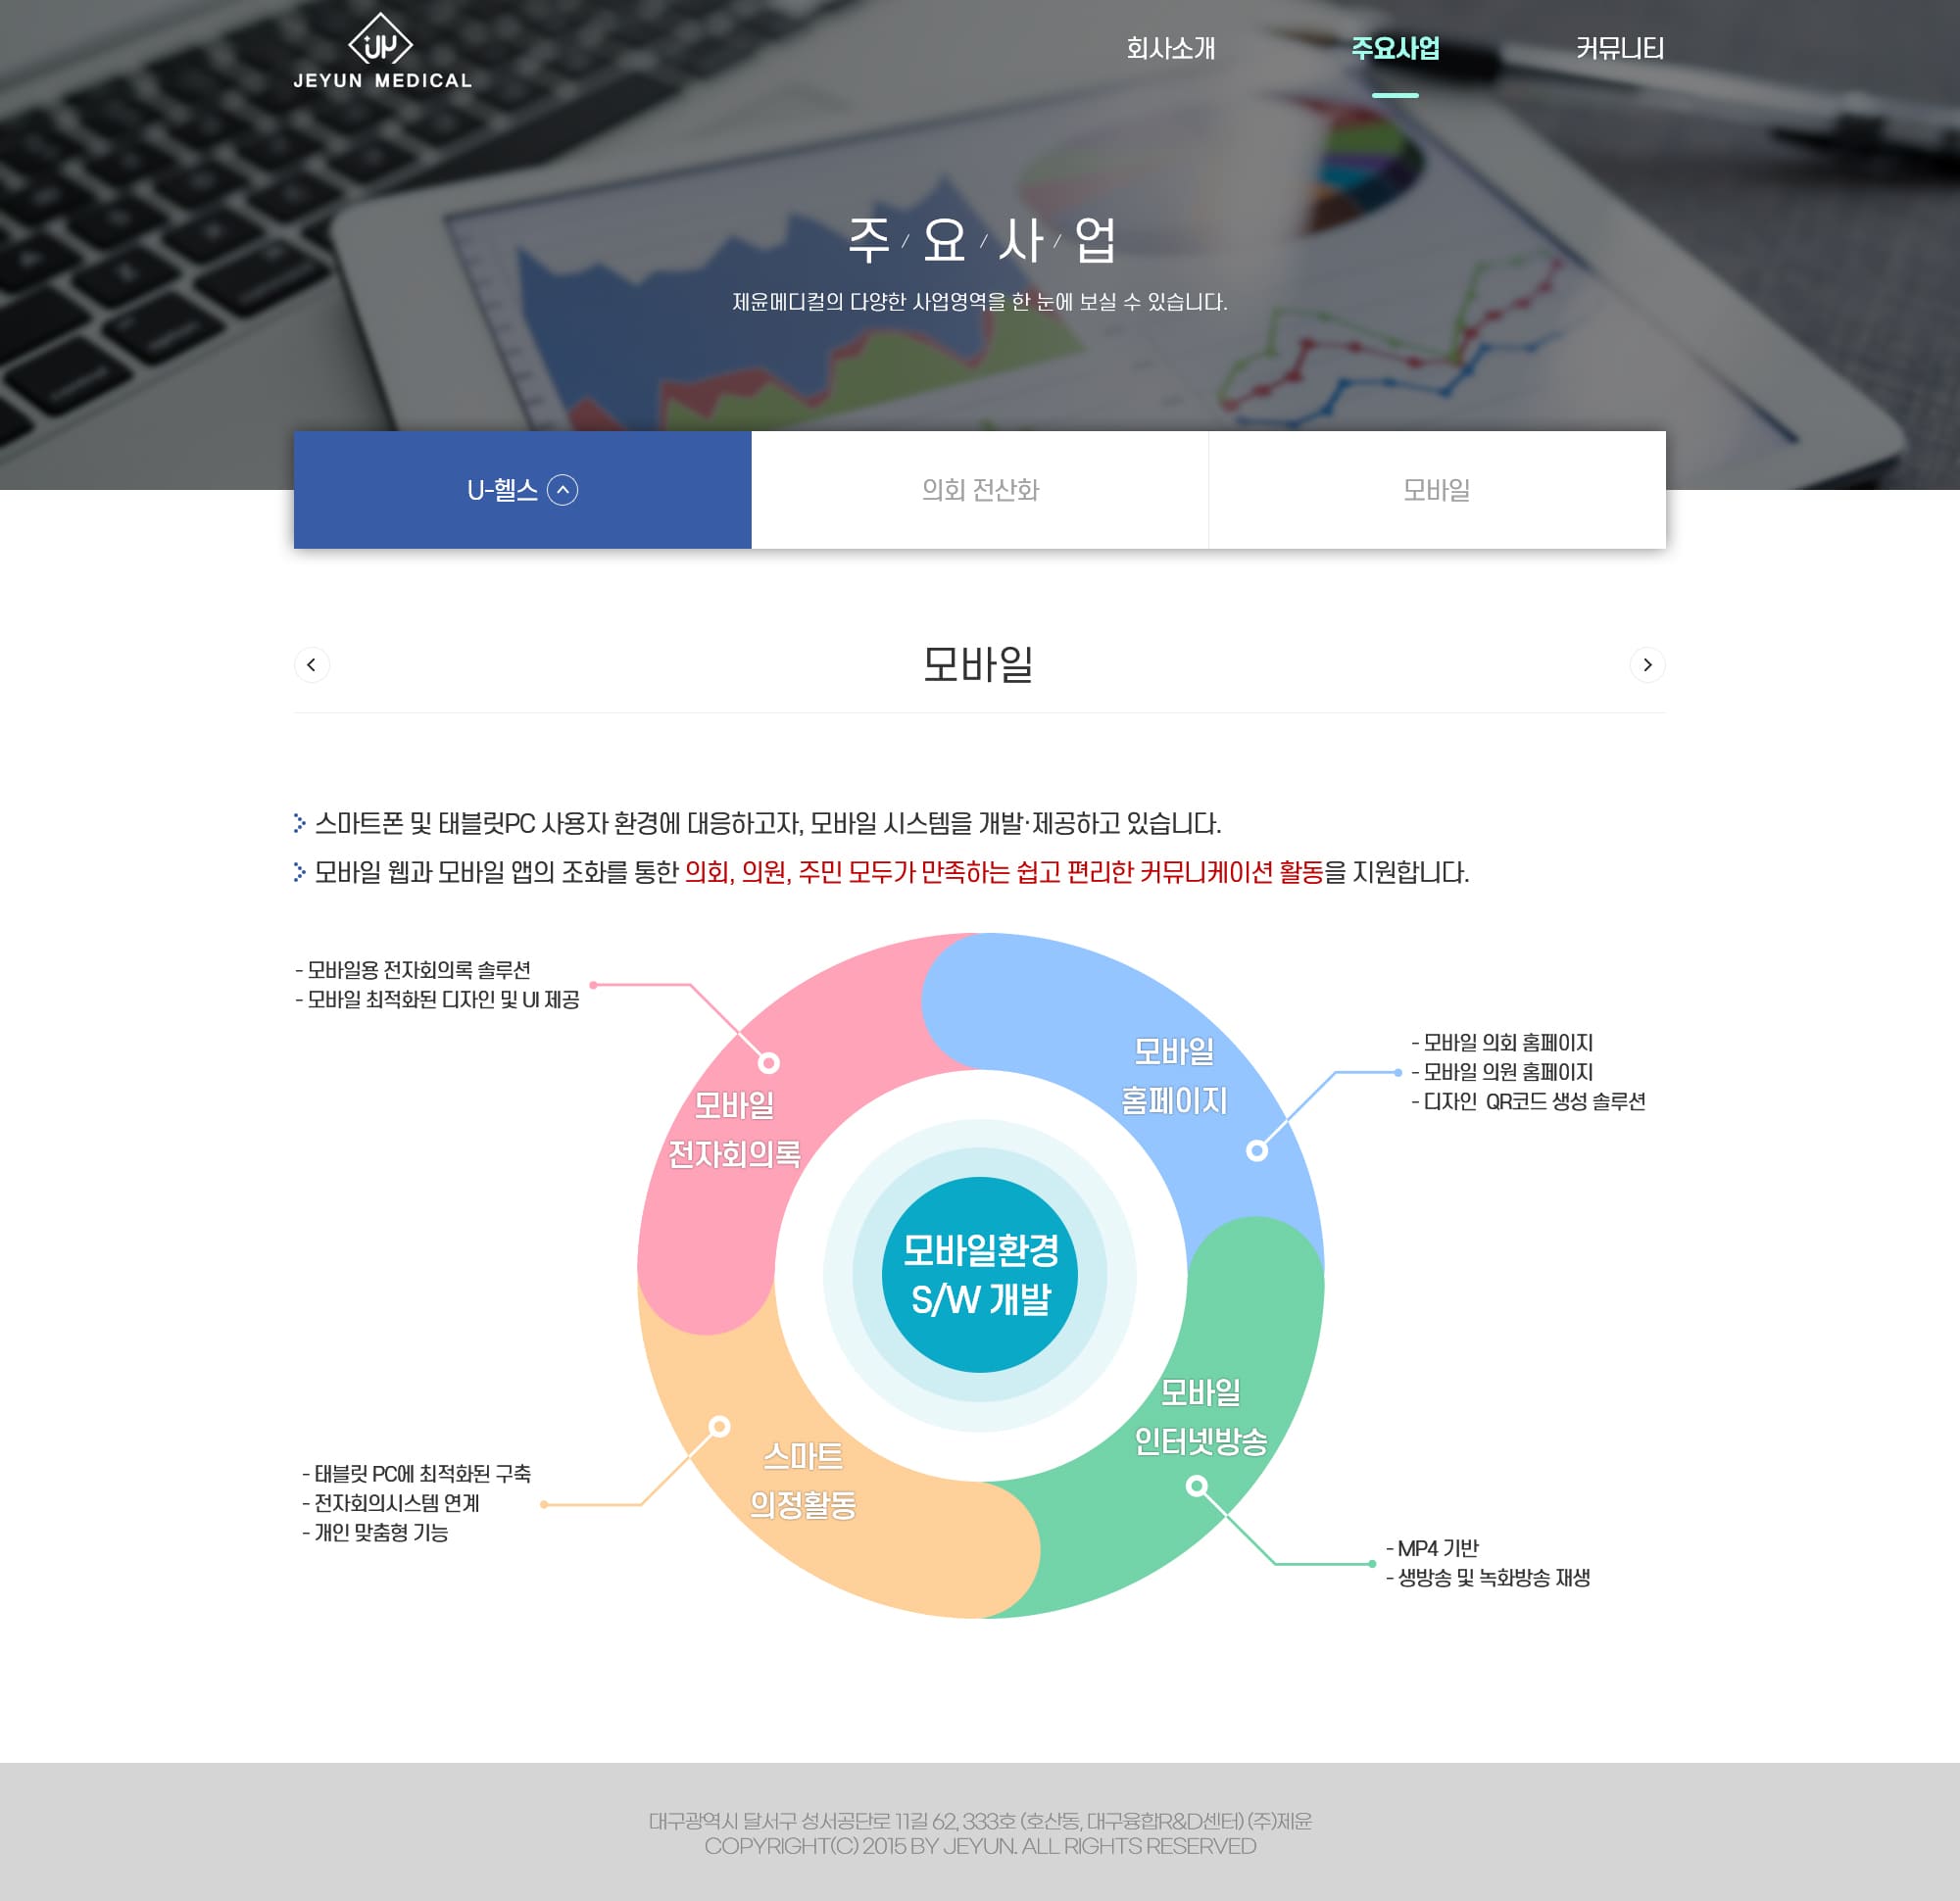 JEYUN MEDICAL
회사소개
주요사업
커뮤니티
주 / 요 / 사 / 업
제윤메디컬의 다양한 사업영역을 한 눈에 보실 수 있습니다.
U-헬스
의회 전산화
모바일
모바일
스마트폰 및 태블릿PC 사용자 환경에 대응하고자, 모바일 시스템을 개발·제공하고 있습니다.
모바일 웹과 모바일 앱의 조화를 통한 의회, 의원, 주민 모두가 만족하는 쉽고 편리한 커뮤니케이션 활동을 지원합니다.
- 모바일용 전자회의록 솔루션
- 모바일 최적화된 디자인 및 UI 제공
모바일
전자회의록
모바일
홈페이지
- 모바일 의회 홈페이지
- 모바일 의원 홈페이지
- 디자인 QR코드 생성 솔루션
모바일환경
S/W 개발
스마트
의정활동
- 태블릿 PC에 최적화된 구축
- 전자회의시스템 연계
- 개인 맞춤형 기능
모바일
인터넷방송
- MP4 기반
- 생방송 및 녹화방송 재생
대구광역시 달서구 성서공단로 11길 62, 333호 (호산동, 대구융합R&D센터) (주)제윤
COPYRIGHT(C) 2015 BY JEYUN. ALL RIGHTS RESERVED